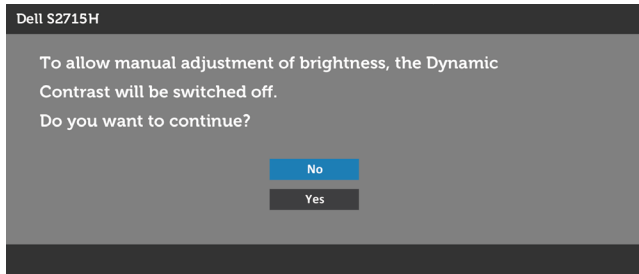 Dell S2715H
To allow manual adjustment of brightness, the Dynamic
Contrast will be switched off.
Do you want to continue?
No
Yes